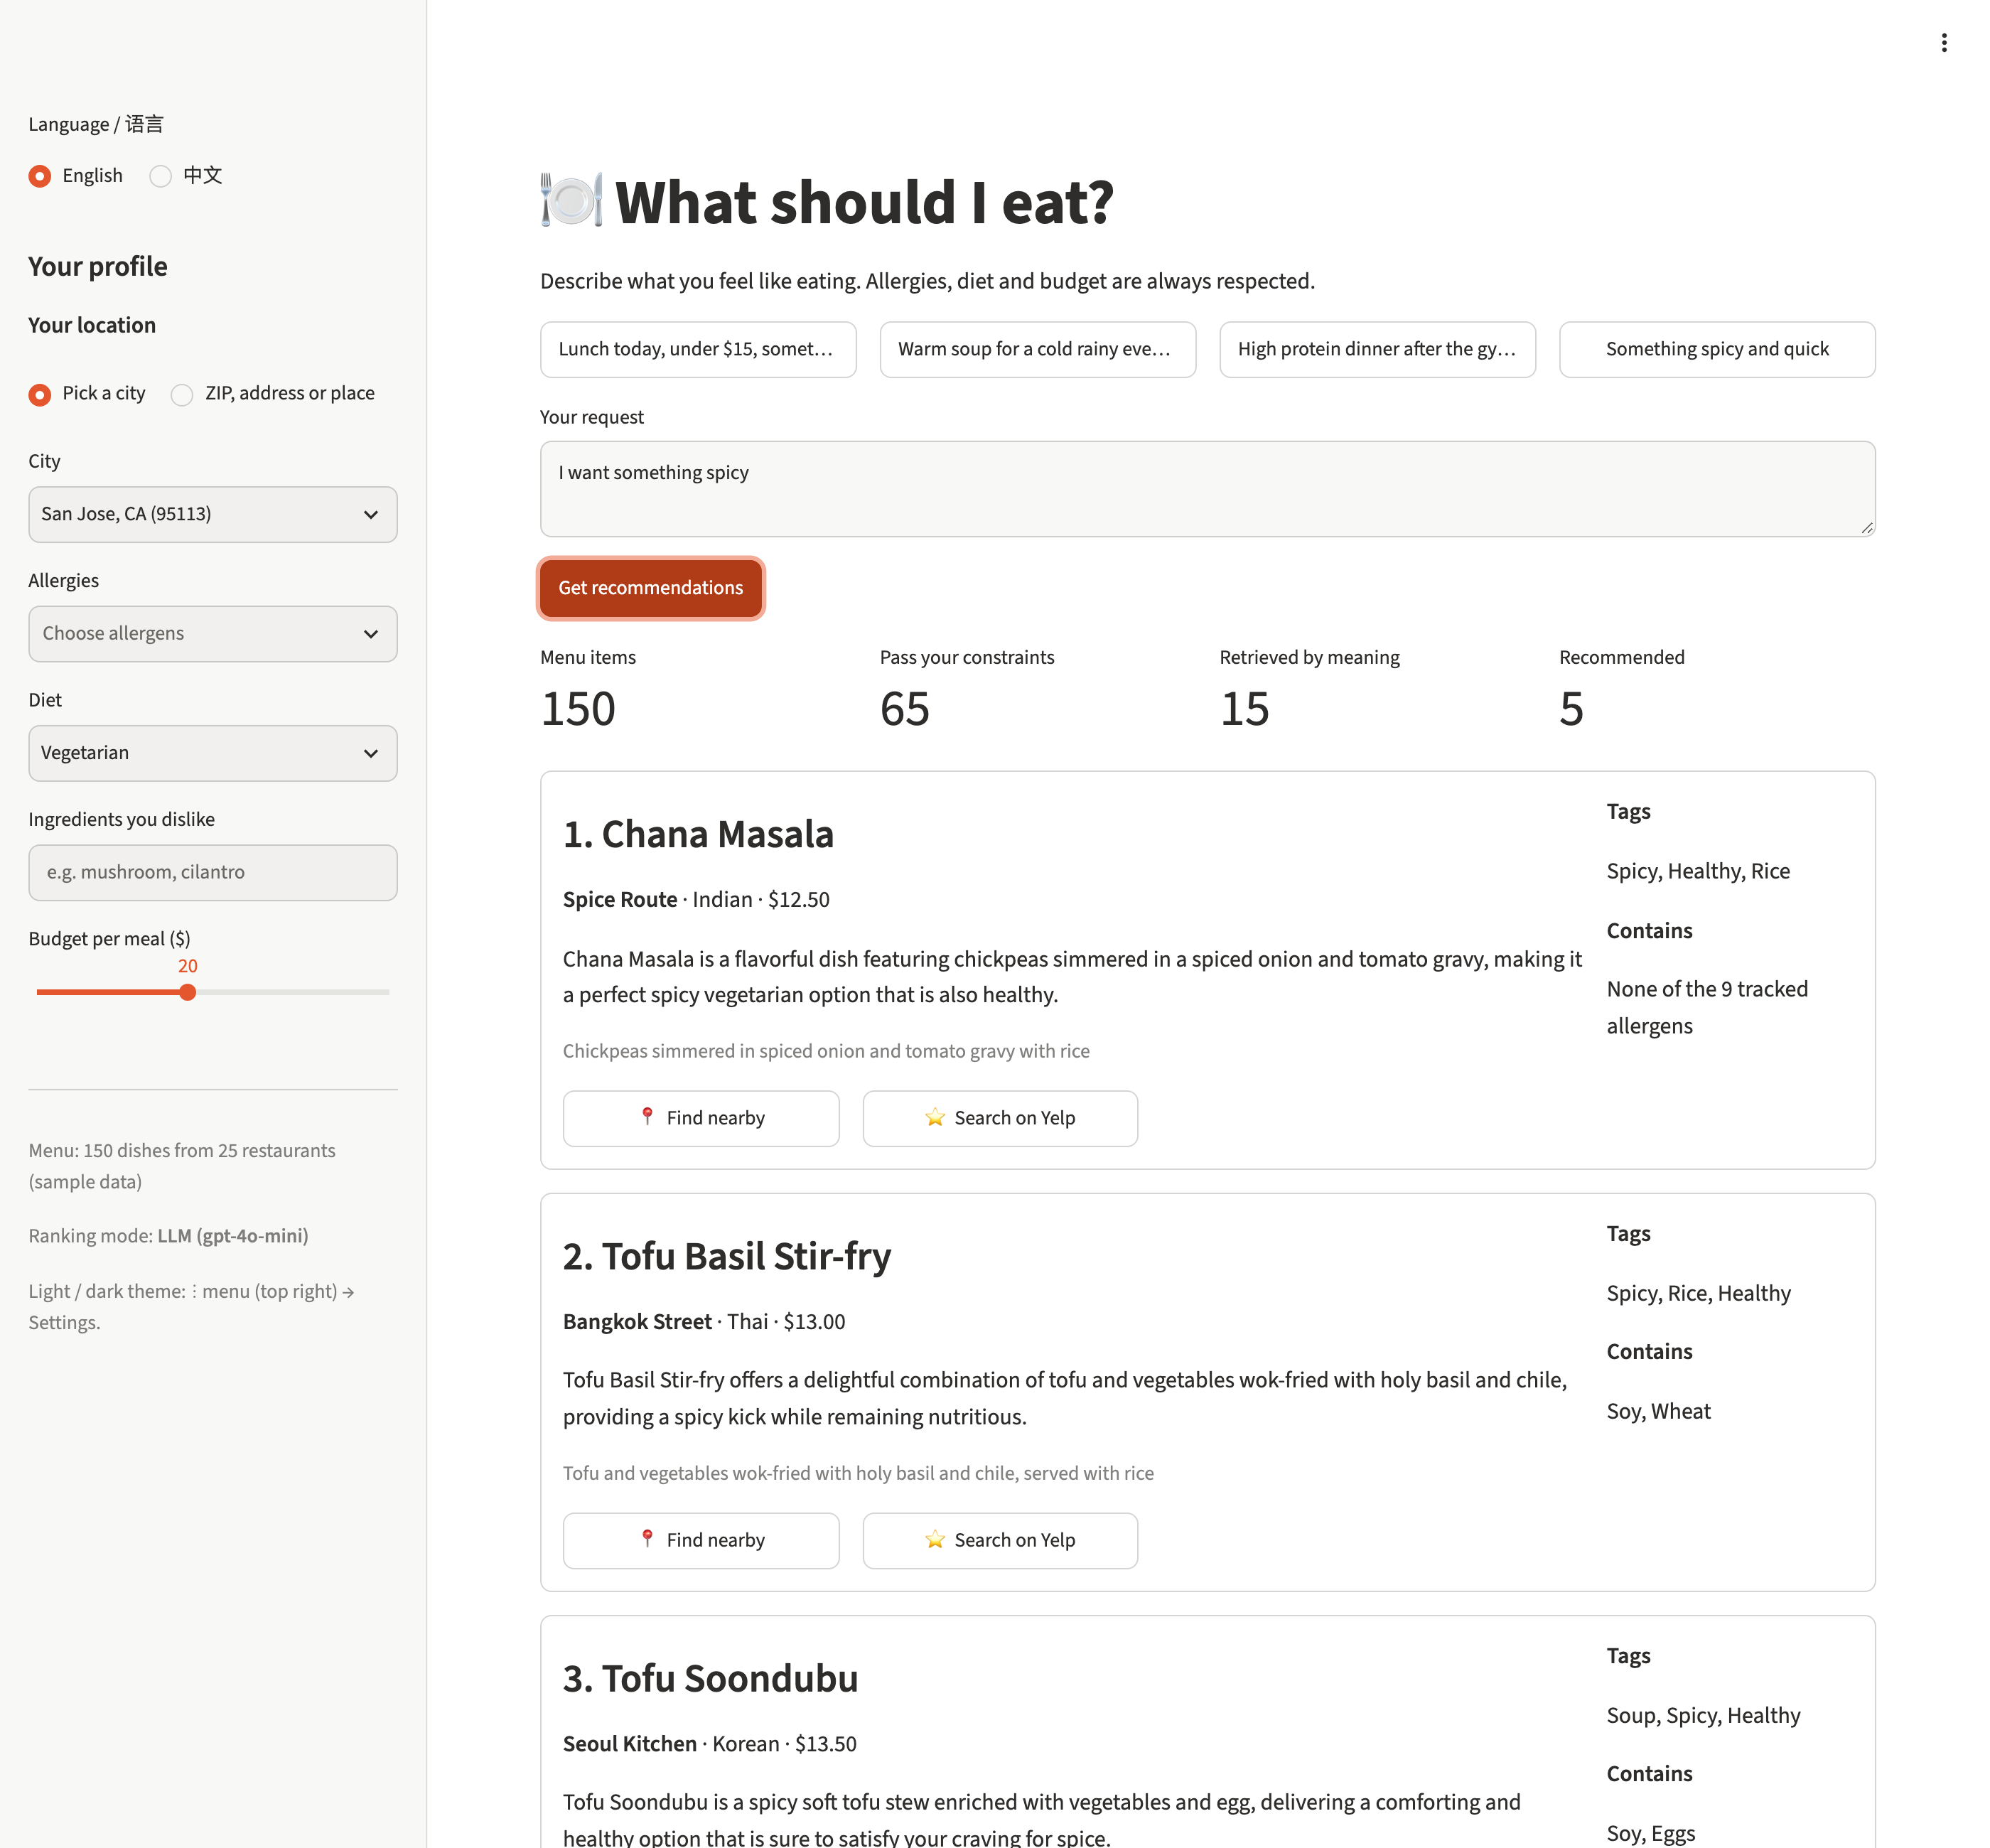 Language / 语言
English
中文
Your profile
Your location
Pick a city
ZIP, address or place
City
San Jose, CA (95113)
Allergies
Choose allergens
Diet
Vegetarian
Ingredients you dislike
e.g. mushroom, cilantro
Budget per meal ($)
20
Menu: 150 dishes from 25 restaurants
(sample data)
Ranking mode: LLM (gpt-4o-mini)
Light / dark theme: ⋮ menu (top right) →
Settings.
What should I eat?
Describe what you feel like eating. Allergies, diet and budget are always respected.
Lunch today, under $15, somet…
Warm soup for a cold rainy eve…
High protein dinner after the gy…
Something spicy and quick
Your request
I want something spicy
Get recommendations
Menu items
150
Pass your constraints
65
Retrieved by meaning
15
Recommended
5
1. Chana Masala
Spice Route · Indian · $12.50
Chana Masala is a flavorful dish featuring chickpeas simmered in a spiced onion and tomato gravy, making it
a perfect spicy vegetarian option that is also healthy.
Chickpeas simmered in spiced onion and tomato gravy with rice
Find nearby
Search on Yelp
Tags
Spicy, Healthy, Rice
Contains
None of the 9 tracked
allergens
2. Tofu Basil Stir-fry
Bangkok Street · Thai · $13.00
Tofu Basil Stir-fry offers a delightful combination of tofu and vegetables wok-fried with holy basil and chile,
providing a spicy kick while remaining nutritious.
Tofu and vegetables wok-fried with holy basil and chile, served with rice
Find nearby
Search on Yelp
Tags
Spicy, Rice, Healthy
Contains
Soy, Wheat
3. Tofu Soondubu
Seoul Kitchen · Korean · $13.50
Tofu Soondubu is a spicy soft tofu stew enriched with vegetables and egg, delivering a comforting and
healthy option that is sure to satisfy your craving for spice.
Tags
Soup, Spicy, Healthy
Contains
Soy, Eggs